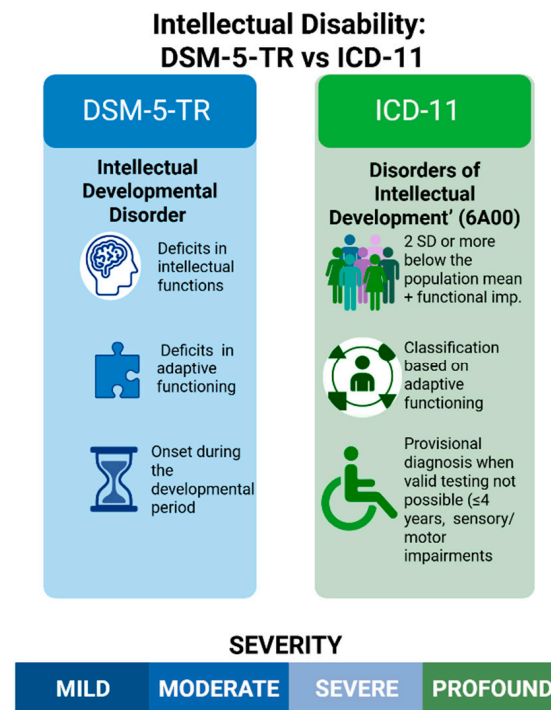 Intellectual Disability:
DSM-5-TR vs ICD-11
DSM-5-TR
Intellectual
Developmental
Disorder
Deficits in
intellectual
functions
Deficits in
adaptive
functioning
Onset during
the
developmental
period
ICD-11
Disorders of
Intellectual
Development’ (6A00)
2 SD or more
below the
population mean
+ functional imp.
Classification
based on
adaptive
functioning
Provisional
diagnosis when
valid testing not
possible (≤4
years, sensory/
motor
impairments
SEVERITY
MILD
MODERATE
SEVERE
PROFOUND